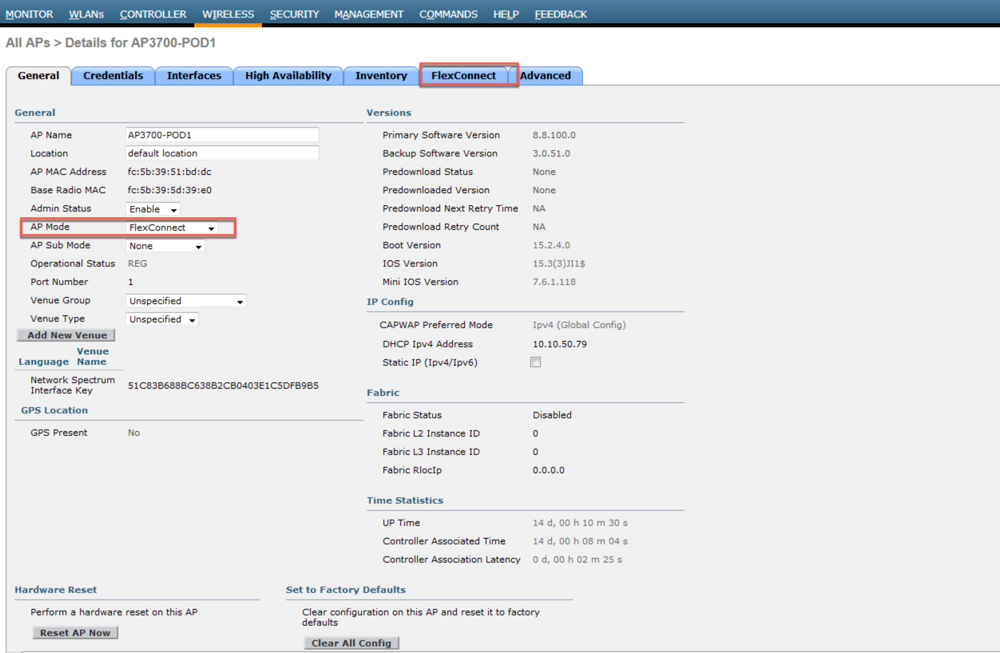 MONITOR WLANs CONTROLLER WIRELESS SECURITY MANAGEMENT COMMANDS HELP FEEDBACK
All APs > Details for AP3700-POD1
General Credentials Interfaces High Availability Inventory FlexConnect Advanced
General
AP Name AP3700-POD1
Location default location
AP MAC Address fc:5b:39:51:bd:dc
Base Radio MAC fc:5b:39:5d:39:e0
Admin Status Enable
AP Mode FlexConnect
AP Sub Mode None
Operational Status REG
Port Number 1
Venue Group Unspecified
Venue Type Unspecified
Add New Venue
Venue
Language Name
Network Spectrum
Interface Key 51C83B688BC638B2CB0403E1C5DFB9B5
GPS Location
GPS Present No
Versions
Primary Software Version 8.8.100.0
Backup Software Version 3.0.51.0
Predownload Status None
Predownloaded Version None
Predownload Next Retry Time NA
Predownload Retry Count NA
Boot Version 15.2.4.0
IOS Version 15.3(3)JI1$
Mini IOS Version 7.6.1.118
IP Config
CAPWAP Preferred Mode Ipv4 (Global Config)
DHCP Ipv4 Address 10.10.50.79
Static IP (Ipv4/Ipv6)
Fabric
Fabric Status Disabled
Fabric L2 Instance ID 0
Fabric L3 Instance ID 0
Fabric RlocIp 0.0.0.0
Time Statistics
UP Time 14 d, 00 h 10 m 30 s
Controller Associated Time 14 d, 00 h 08 m 04 s
Controller Association Latency 0 d, 00 h 02 m 25 s
Hardware Reset
Perform a hardware reset on this AP
Reset AP Now
Set to Factory Defaults
Clear configuration on this AP and reset it to factory
defaults
Clear All Config